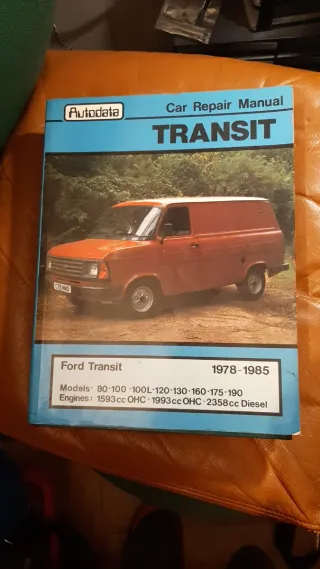 Autodata
Car Repair Manual
TRANSIT
Ford Transit 1978-1985
Models· 80·100·100L·120·130·160·175·190
Engines: 1593cc OHC·1993cc OHC·2358cc Diesel